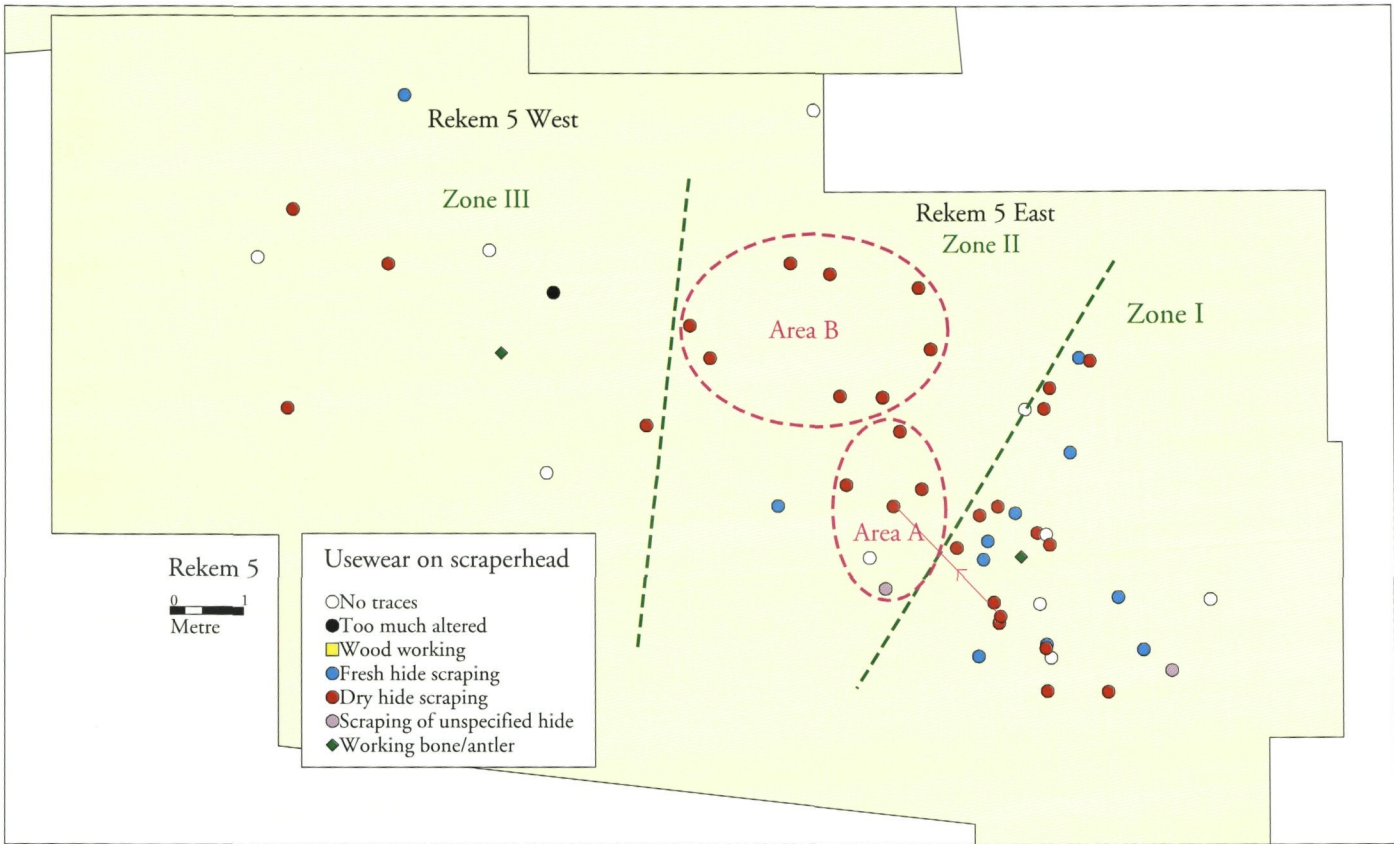 Rekem 5 West
Zone III
Rekem 5 East
Zone II
Zone I
Area B
Area A
Rekem 5
0 1
Metre
Usewear on scraperhead
No traces
Too much altered
Wood working
Fresh hide scraping
Dry hide scraping
Scraping of unspecified hide
Working bone/antler